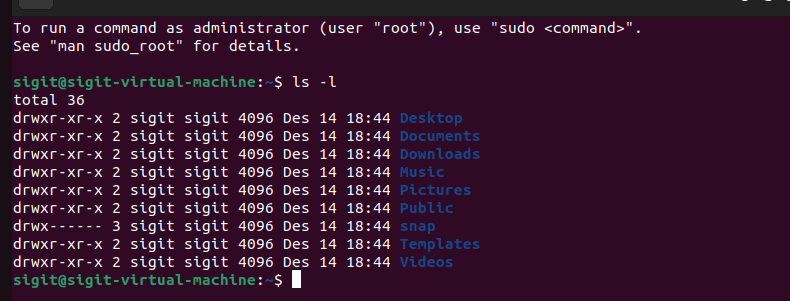 To run a command as administrator (user "root"), use "sudo <command>".
See "man sudo_root" for details.
sigit@sigit-virtual-machine:~$ ls -l
total 36
drwxr-xr-x 2 sigit sigit 4096 Des 14 18:44 Desktop
drwxr-xr-x 2 sigit sigit 4096 Des 14 18:44 Documents
drwxr-xr-x 2 sigit sigit 4096 Des 14 18:44 Downloads
drwxr-xr-x 2 sigit sigit 4096 Des 14 18:44 Music
drwxr-xr-x 2 sigit sigit 4096 Des 14 18:44 Pictures
drwxr-xr-x 2 sigit sigit 4096 Des 14 18:44 Public
drwx------ 3 sigit sigit 4096 Des 14 18:44 snap
drwxr-xr-x 2 sigit sigit 4096 Des 14 18:44 Templates
drwxr-xr-x 2 sigit sigit 4096 Des 14 18:44 Videos
sigit@sigit-virtual-machine:~$